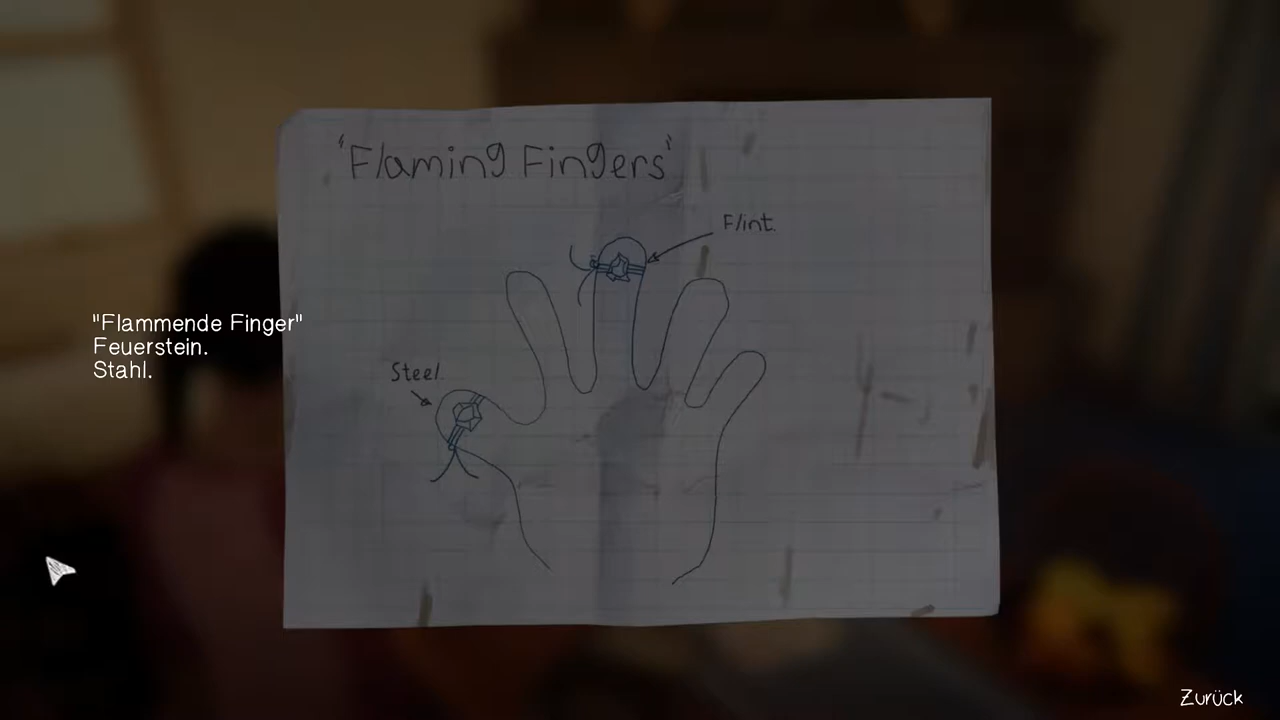 "Flaming Fingers"
Flint.
Steel
"Flammende Finger"
Feuerstein.
Stahl.
Zurück